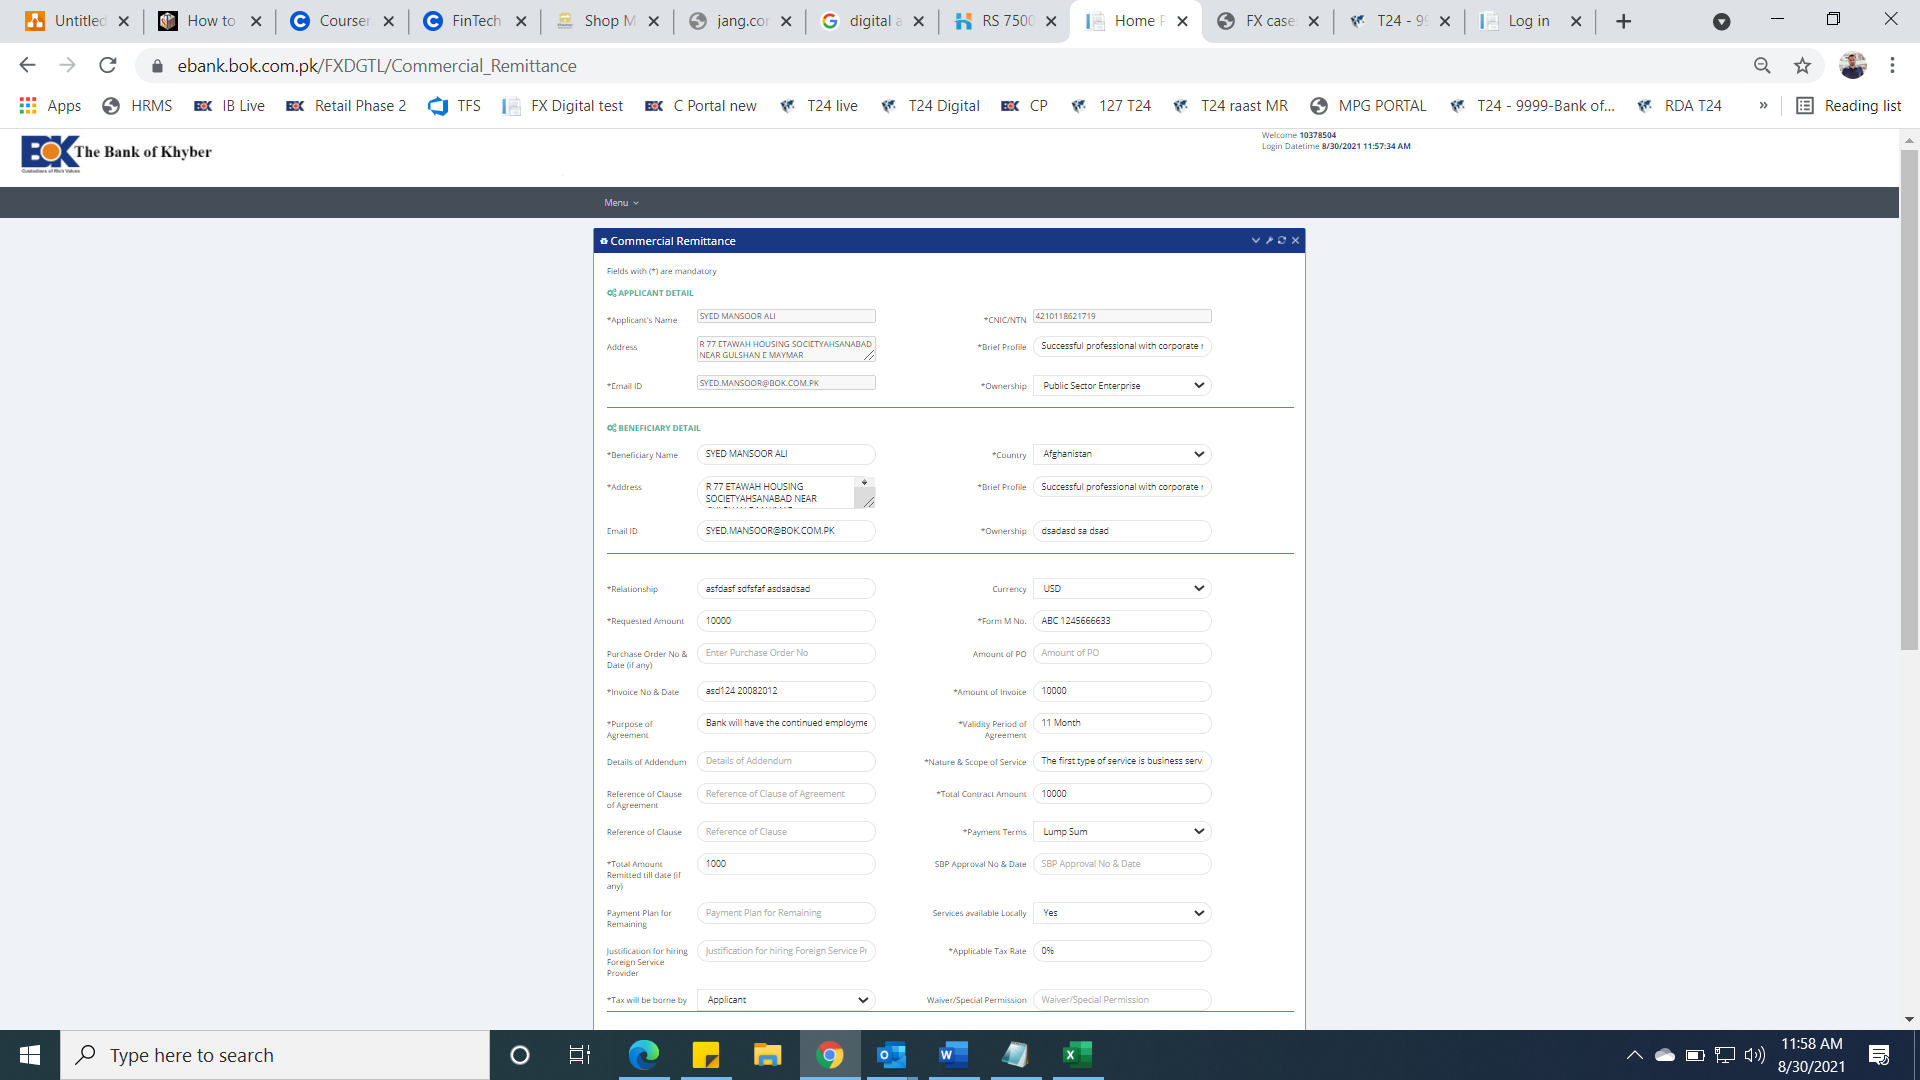 Untitled
How to
Courser
FinTech
Shop M
jang.cor
digital a
RS 7500
Home P
FX case
T24 - 99
Log in
ebank.bok.com.pk/FXDGTL/Commercial_Remittance
Apps
HRMS
IB Live
Retail Phase 2
TFS
FX Digital test
C Portal new
T24 live
T24 Digital
CP
127 T24
T24 raast MR
MPG PORTAL
T24 - 9999-Bank of...
RDA T24
»
Reading list
BOK The Bank of Khyber
Custodians of Rich Values
Welcome 10378504
Login Datetime 8/30/2021 11:57:34 AM
Menu
Commercial Remittance
Fields with (*) are mandatory
APPLICANT DETAIL
*Applicant's Name SYED MANSOOR ALI *CNIC/NTN 4210118621719
Address R 77 ETAWAH HOUSING SOCIETYAHSANABAD
NEAR GULSHAN E MAYMAR
*Brief Profile Successful professional with corporate
*Email ID SYED.MANSOOR@BOK.COM.PK *Ownership Public Sector Enterprise
BENEFICIARY DETAIL
*Beneficiary Name SYED MANSOOR ALI *Country Afghanistan
*Address R 77 ETAWAH HOUSING
SOCIETYAHSANABAD NEAR
*Brief Profile Successful professional with corporate
Email ID SYED.MANSOOR@BOK.COM.PK *Ownership dsadasd sa dsad
*Relationship asfdasf sdfsfaf asdsadsad Currency USD
*Requested Amount 10000 *Form M No. ABC 1245666633
Purchase Order No &
Date (if any)
Enter Purchase Order No Amount of PO Amount of PO
*Invoice No & Date asd124 20082012 *Amount of Invoice 10000
*Purpose of
Agreement
Bank will have the continued employme
*Validity Period of
Agreement
11 Month
Details of Addendum Details of Addendum *Nature & Scope of Service The first type of service is business servi
Reference of Clause
of Agreement
Reference of Clause of Agreement *Total Contract Amount 10000
Reference of Clause Reference of Clause *Payment Terms Lump Sum
*Total Amount
Remitted till date (if
any)
1000 SBP Approval No & Date SBP Approval No & Date
Payment Plan for
Remaining
Payment Plan for Remaining Services available Locally Yes
Justification for hiring
Foreign Service
Provider
Justification for hiring Foreign Service Pr *Applicable Tax Rate 0%
*Tax will be borne by Applicant Waiver/Special Permission Waiver/Special Permission
Type here to search
11:58 AM
8/30/2021